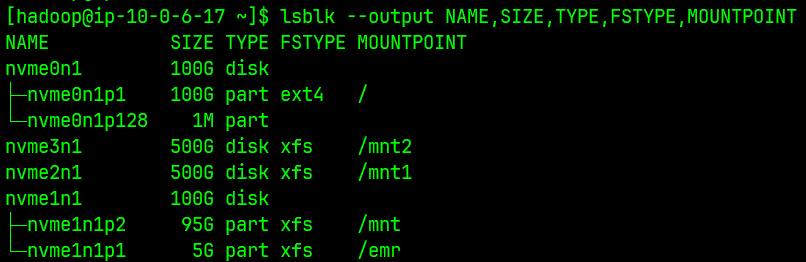 [hadoop@ip-10-0-6-17 ~]$ lsblk --output NAME,SIZE,TYPE,FSTYPE,MOUNTPOINT
NAME          SIZE TYPE FSTYPE MOUNTPOINT
nvme0n1       100G disk
├─nvme0n1p1   100G part ext4   /
└─nvme0n1p128   1M part
nvme3n1       500G disk xfs    /mnt2
nvme2n1       500G disk xfs    /mnt1
nvme1n1       100G disk
├─nvme1n1p2    95G part xfs    /mnt
└─nvme1n1p1     5G part xfs    /emr